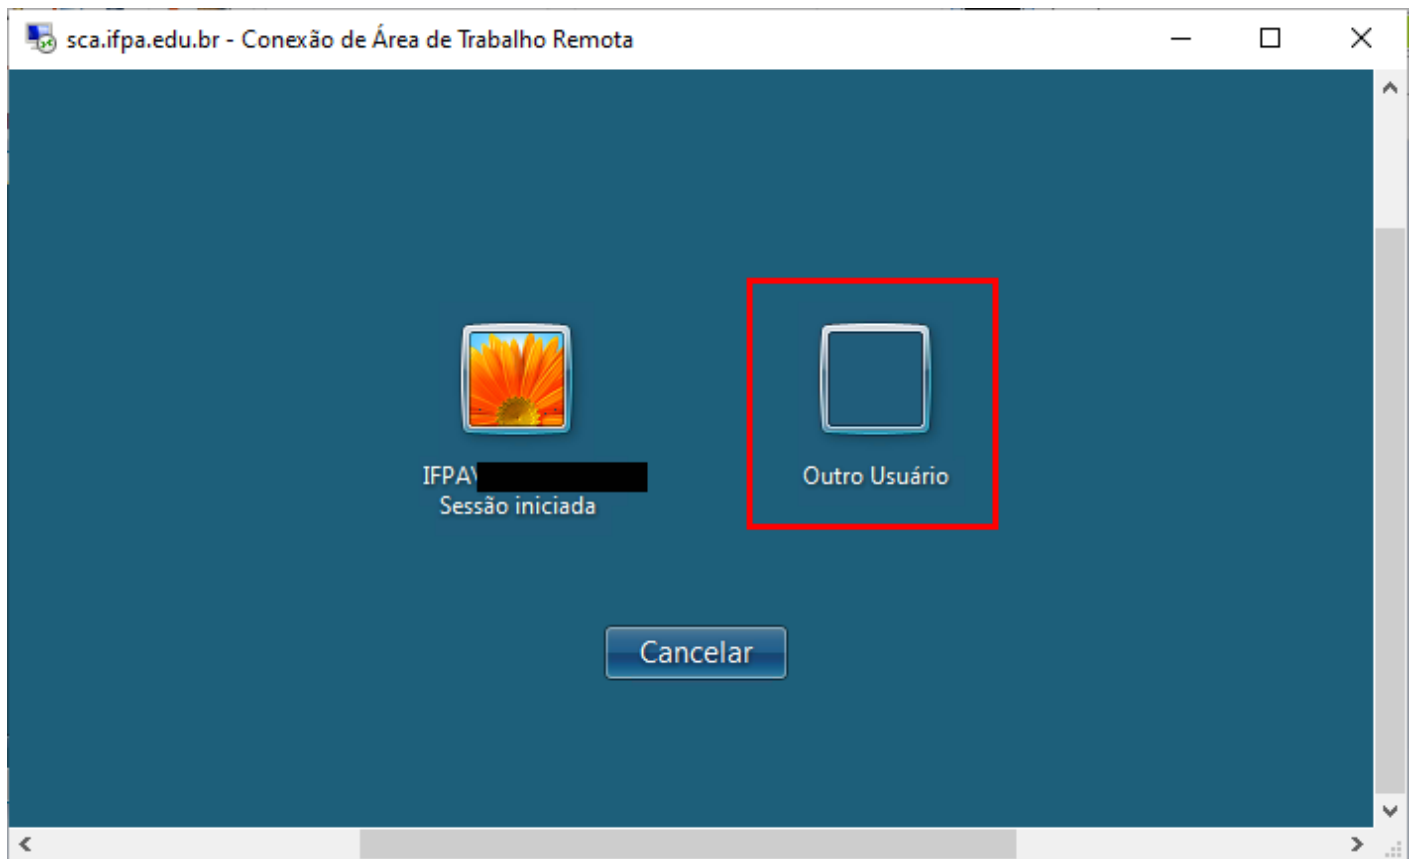 sca.ifpa.edu.br - Conexão de Área de Trabalho Remota
IFPA\
Sessão iniciada
Outro Usuário
Cancelar